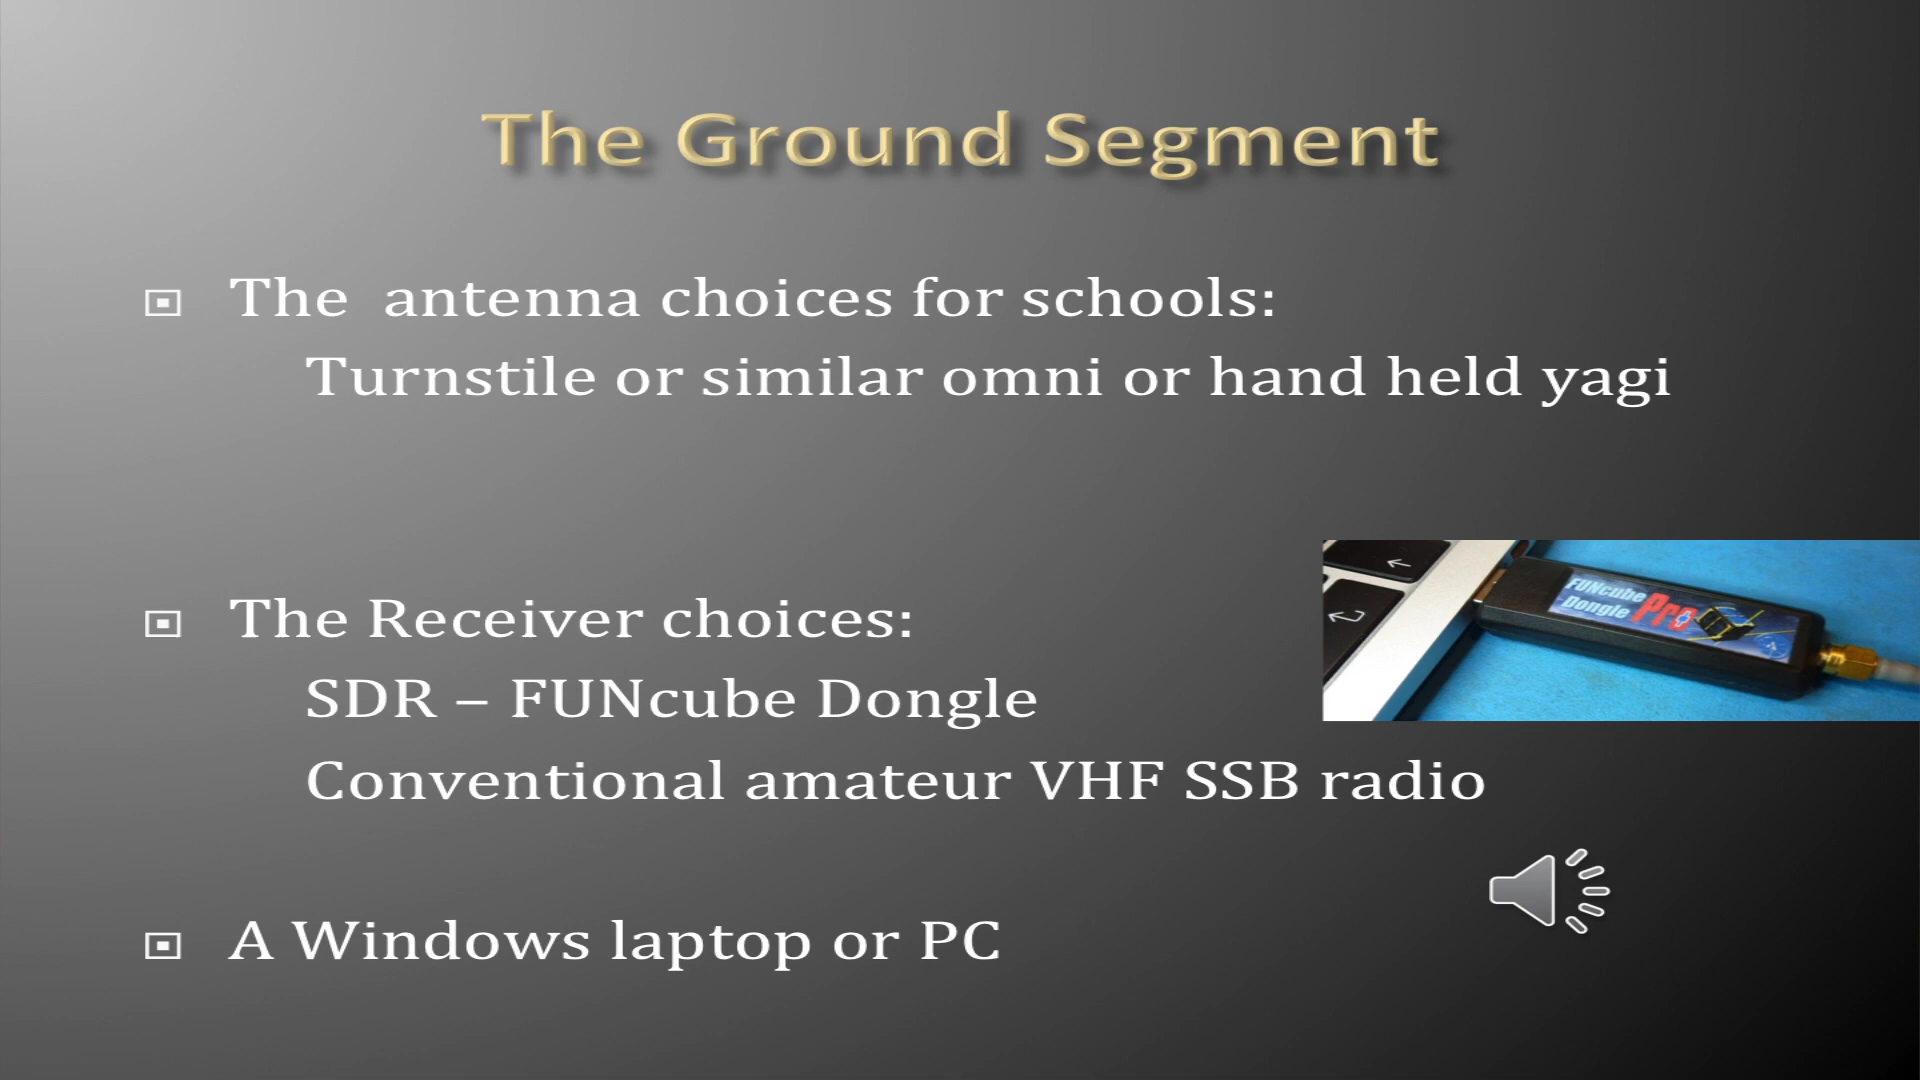 The Ground Segment
The antenna choices for schools:
Turnstile or similar omni or hand held yagi
FUNcube
Dongle Pro
The Receiver choices:
SDR – FUNcube Dongle
Conventional amateur VHF SSB radio
A Windows laptop or PC